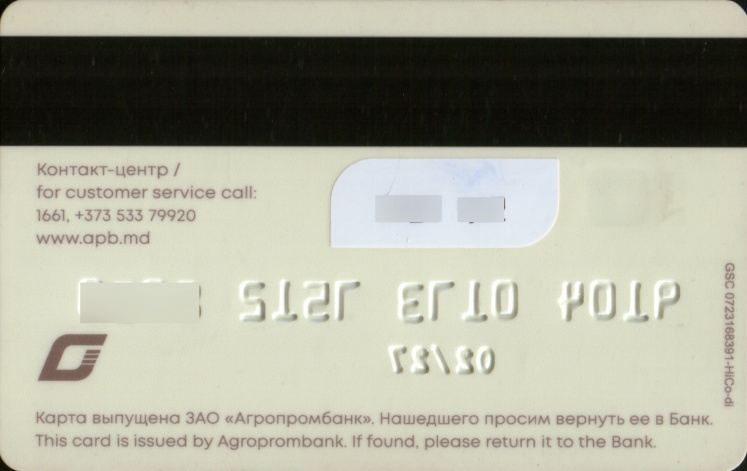 Контакт-центр /
for customer service call:
1661, +373 533 79920
www.apb.md
GSC 0723168391-HiCo-di
Карта выпущена ЗАО «Агропромбанк». Нашедшего просим вернуть ее в Банк.
This card is issued by Agroprombank. If found, please return it to the Bank.